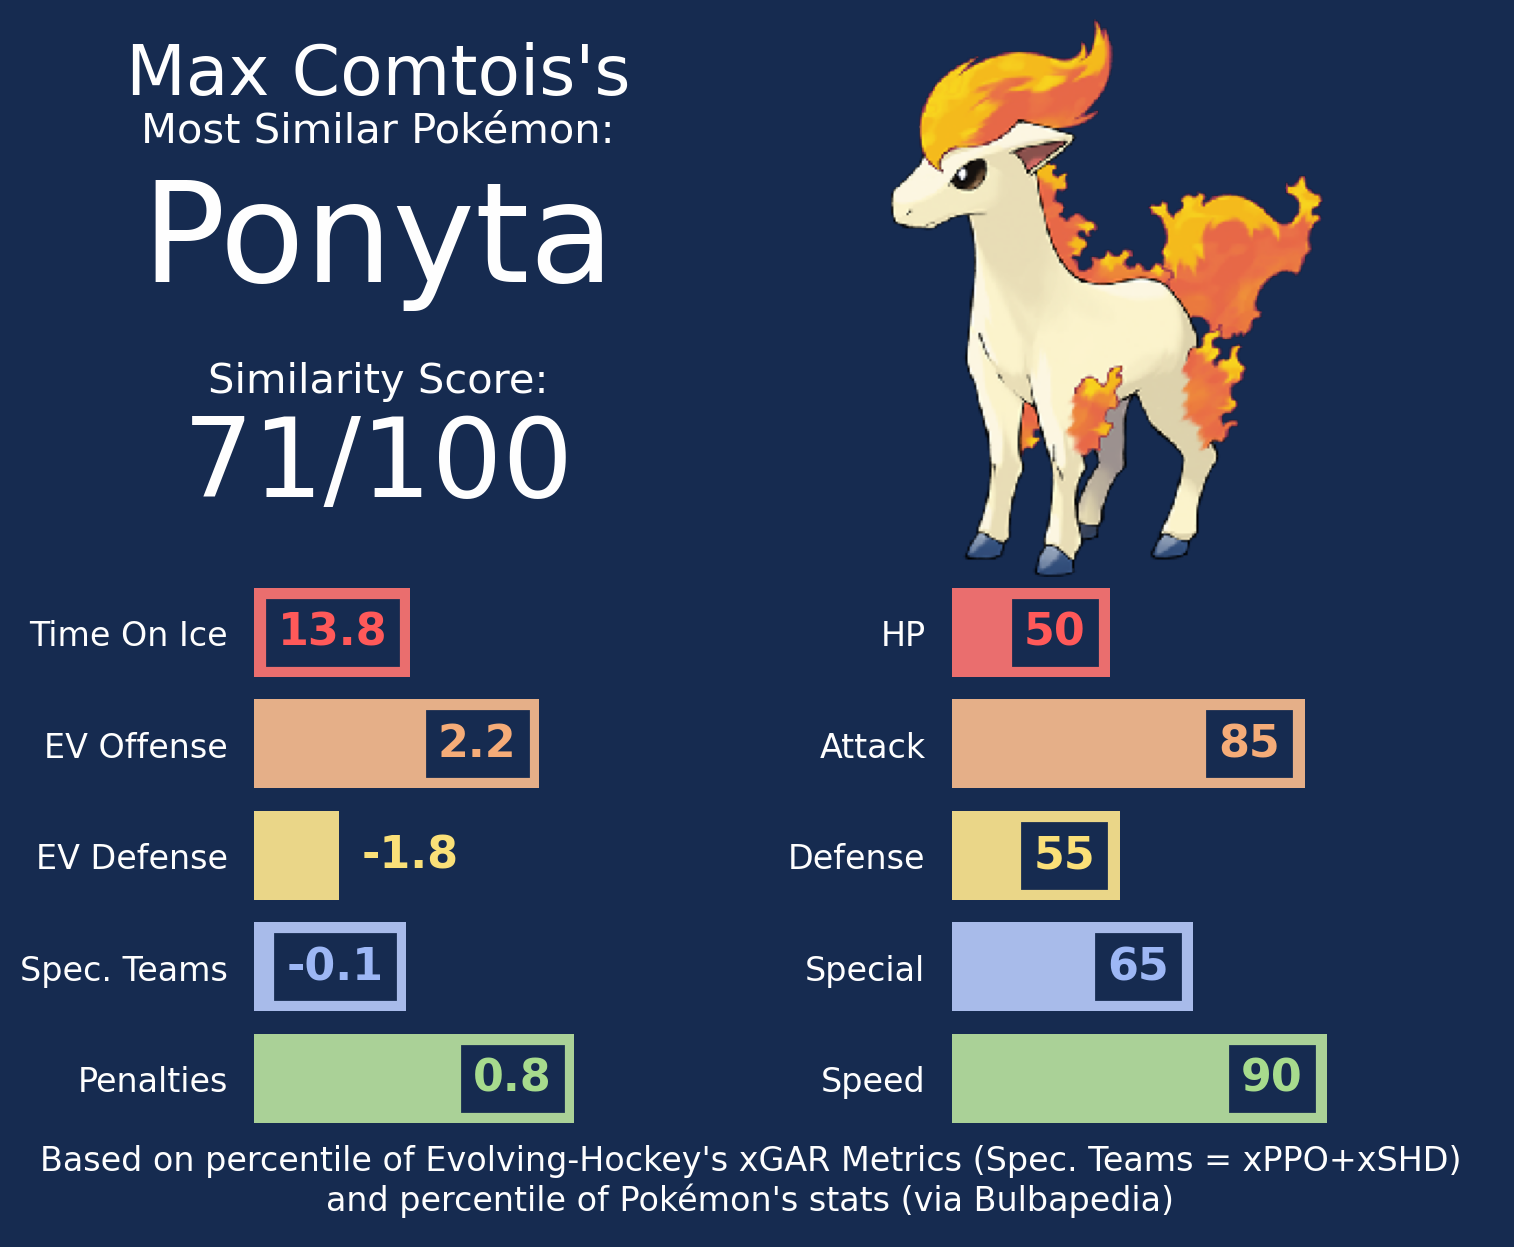 Max Comtois's
Most Similar Pokémon:
Ponyta
Similarity Score:
71/100
Time On Ice 13.8
EV Offense 2.2
EV Defense -1.8
Spec. Teams -0.1
Penalties 0.8
HP 50
Attack 85
Defense 55
Special 65
Speed 90
Based on percentile of Evolving-Hockey's xGAR Metrics (Spec. Teams = xPPO+xSHD)
and percentile of Pokémon's stats (via Bulbapedia)